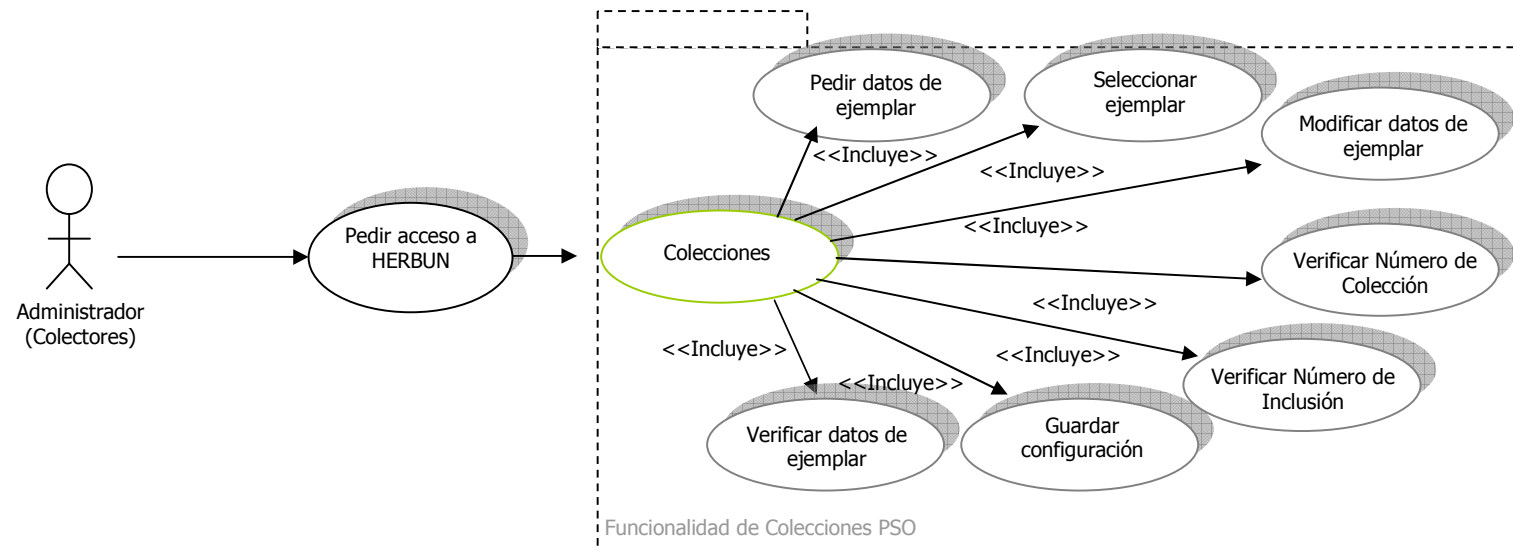 Pedir datos de
ejemplar
Seleccionar
ejemplar
Modificar datos de
ejemplar
<<Incluye>>
<<Incluye>>
<<Incluye>>
Pedir acceso a
HERBUN
Colecciones
Verificar Número de
Colección
Administrador
(Colectores)
<<Incluye>>
<<Incluye>>
<<Incluye>>
<<Incluye>>
Verificar Número de
Inclusión
Verificar datos de
ejemplar
Guardar
configuración
Funcionalidad de Colecciones PSO